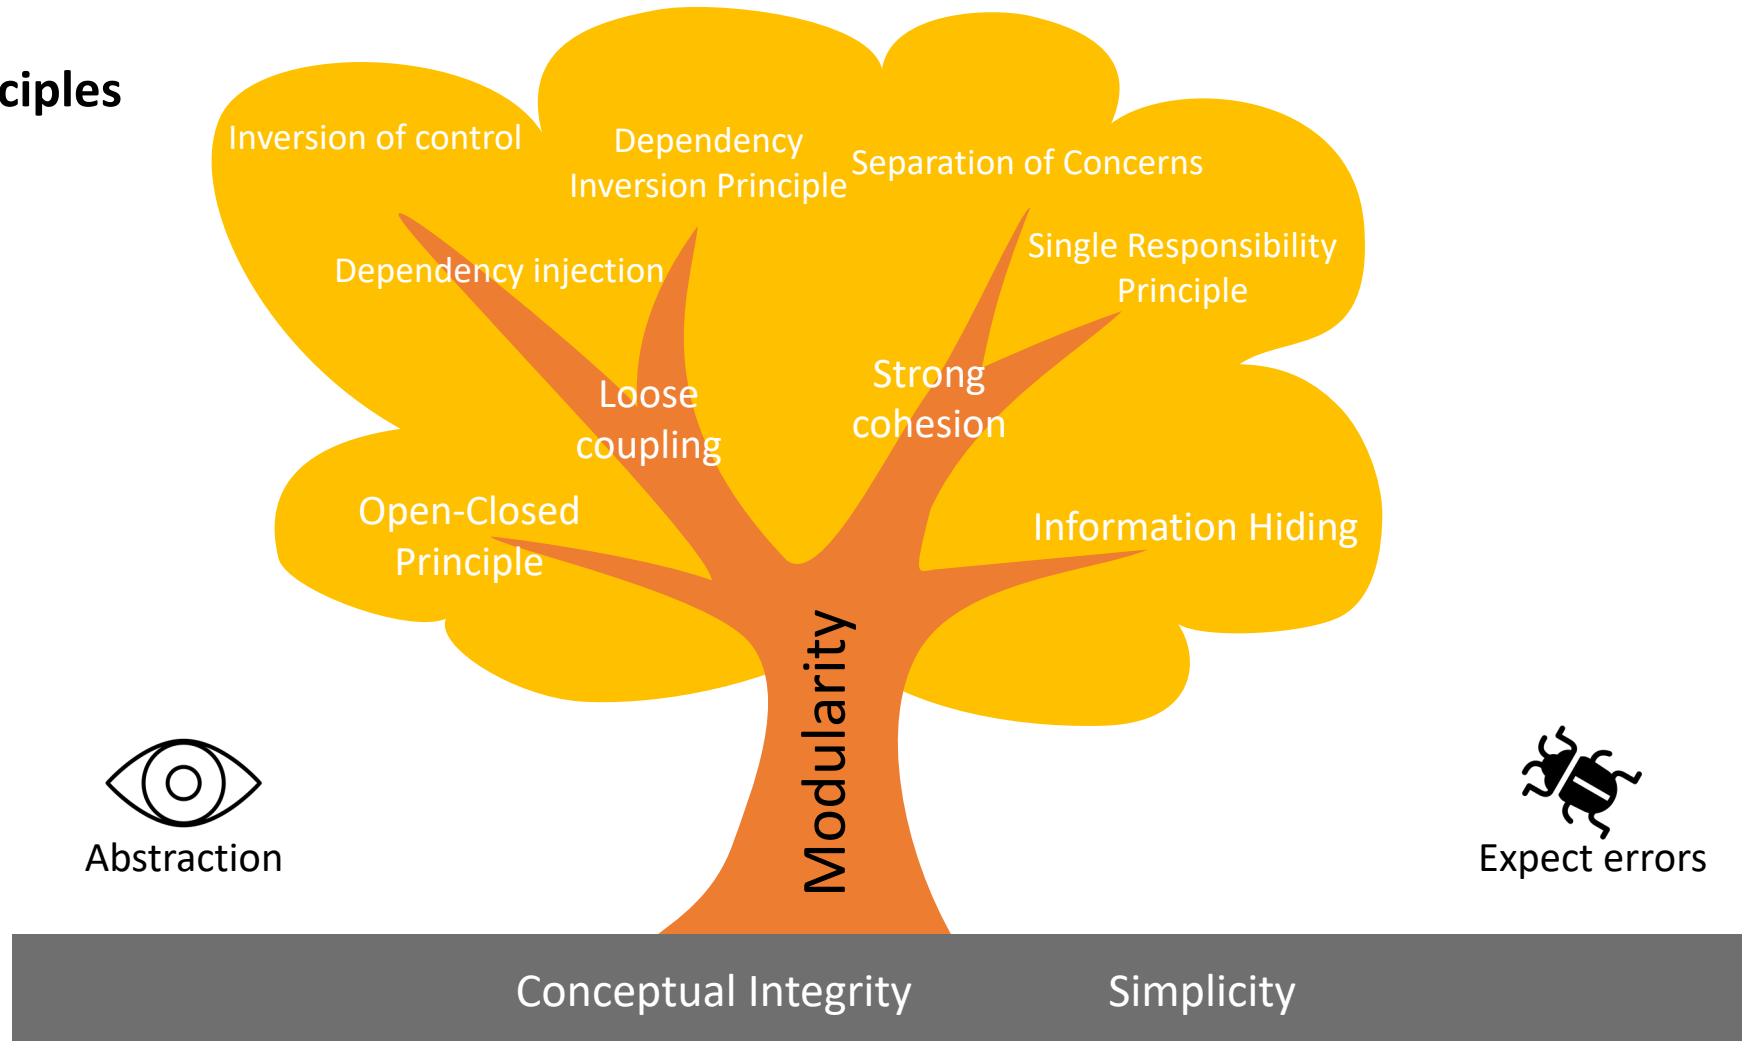 ciples
Inversion of control
Dependency
Inversion Principle
Separation of Concerns
Dependency injection
Single Responsibility
Principle
Loose
coupling
Strong
cohesion
Open-Closed
Principle
Information Hiding
Modularity
Abstraction
Expect errors
Conceptual Integrity
Simplicity